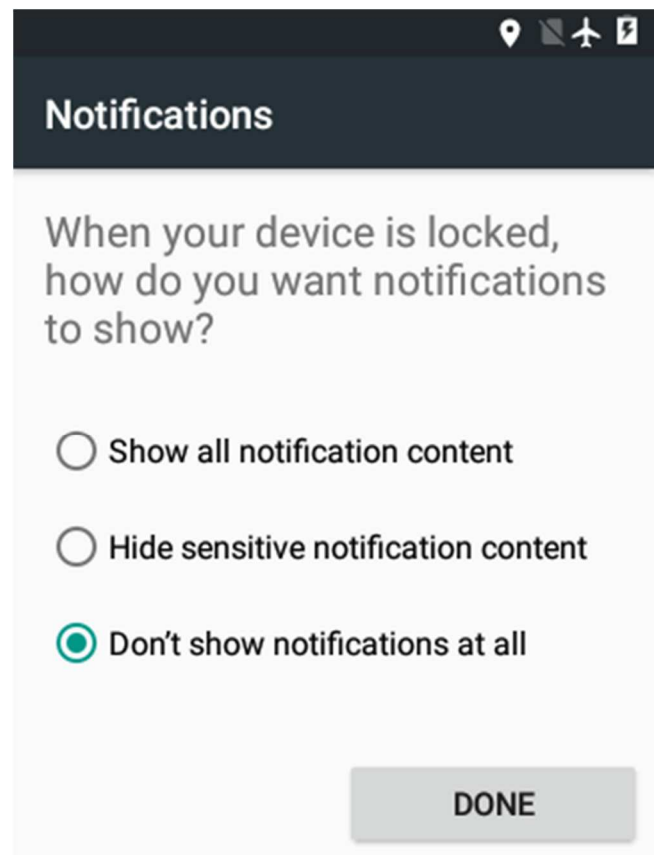 Notifications
When your device is locked,
how do you want notifications
to show?
Show all notification content
Hide sensitive notification content
Don’t show notifications at all
DONE